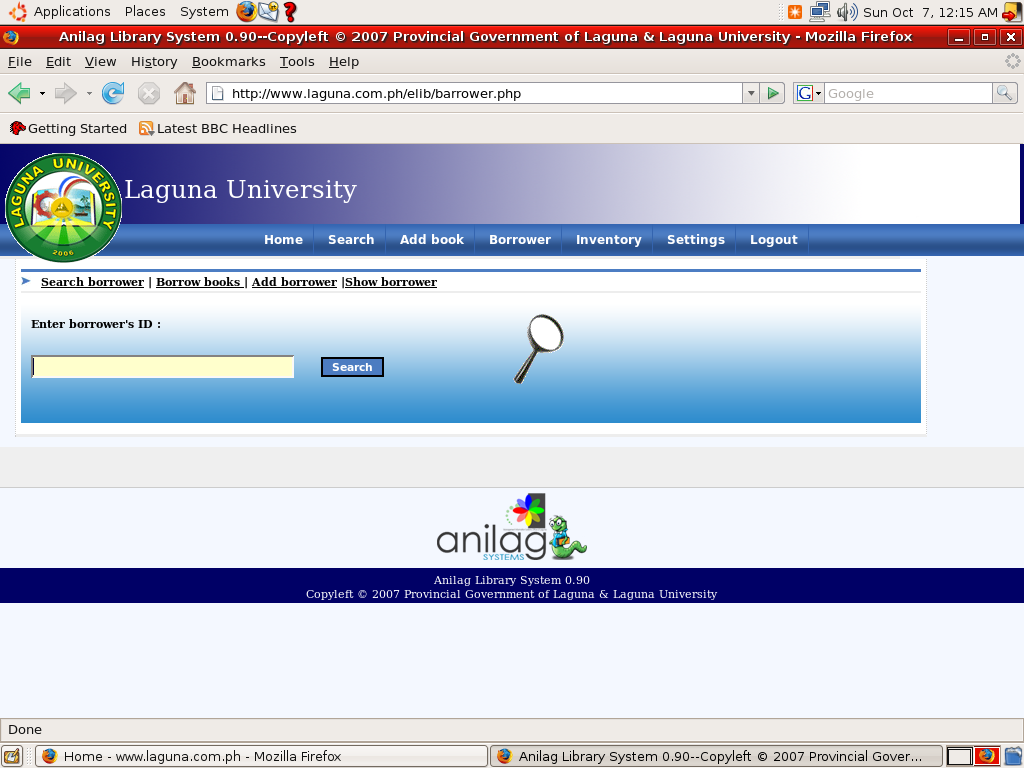 Applications Places System Sun Oct 7, 12:15 AM
Anilag Library System 0.90--Copyleft © 2007 Provincial Government of Laguna & Laguna University - Mozilla Firefox
File Edit View History Bookmarks Tools Help
http://www.laguna.com.ph/elib/barrower.php G Google
Getting Started Latest BBC Headlines
LAGUNA UNIVERSITY
2006
Laguna University
Home Search Add book Borrower Inventory Settings Logout
Search borrower | Borrow books | Add borrower |Show borrower
Enter borrower's ID :
Search
anilag
SYSTEMS
Anilag Library System 0.90
Copyleft © 2007 Provincial Government of Laguna & Laguna University
Done
Home - www.laguna.com.ph - Mozilla Firefox Anilag Library System 0.90--Copyleft © 2007 Provincial Gover...